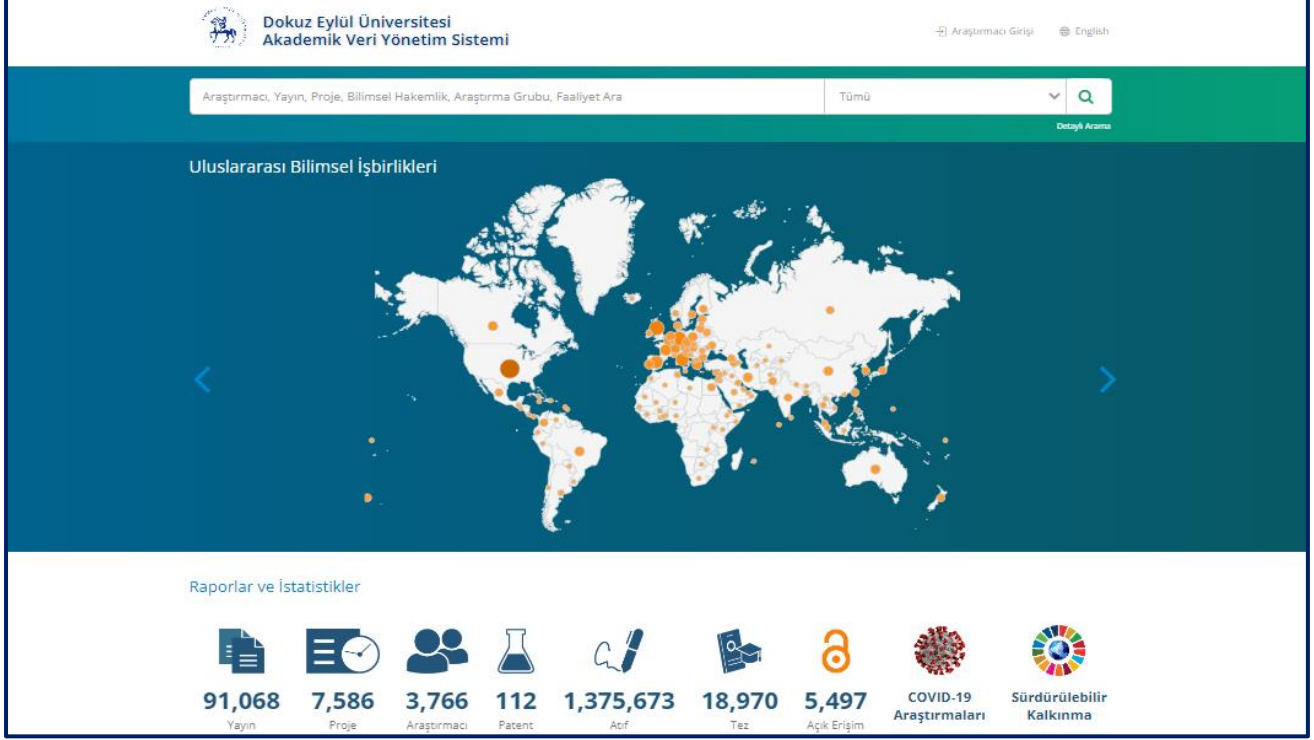 Dokuz Eylül Üniversitesi
Akademik Veri Yönetim Sistemi
Araştırmacı Girişi
English
Araştırmacı, Yayın, Proje, Bilimsel Hakemlik, Araştırma Grubu, Faaliyet Ara
Tümü
Detaylı Arama
Uluslararası Bilimsel İşbirlikleri
Raporlar ve İstatistikler
91,068
Yayın
7,586
Proje
3,766
Araştırmacı
112
Patent
1,375,673
Atıf
18,970
Tez
5,497
Açık Erişim
COVID-19
Araştırmaları
Sürdürülebilir
Kalkınma